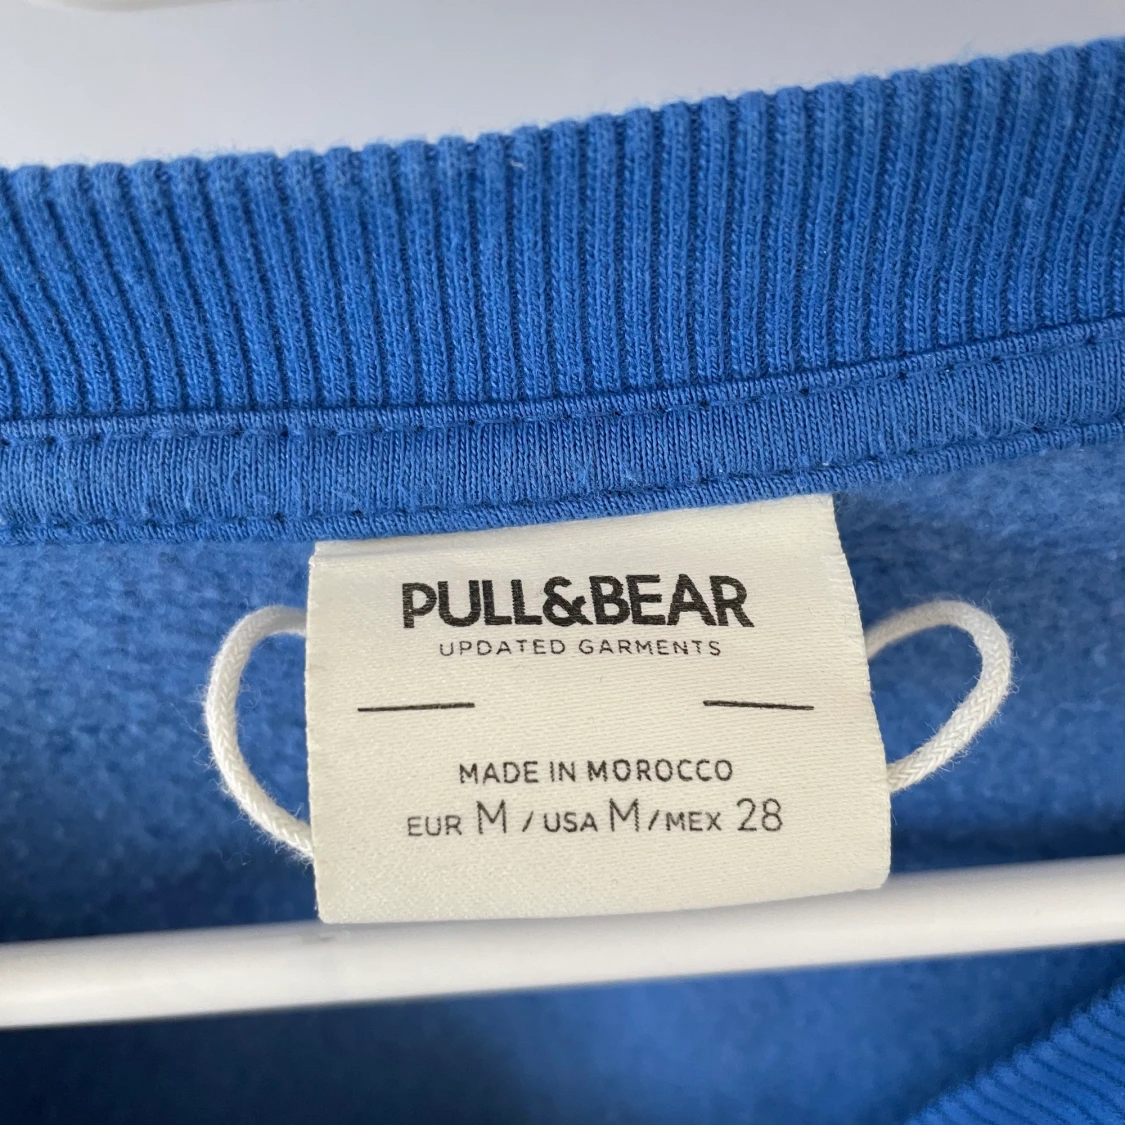 PULL&BEAR
UPDATED GARMENTS
MADE IN MOROCCO
EUR M / USA M / MEX 28